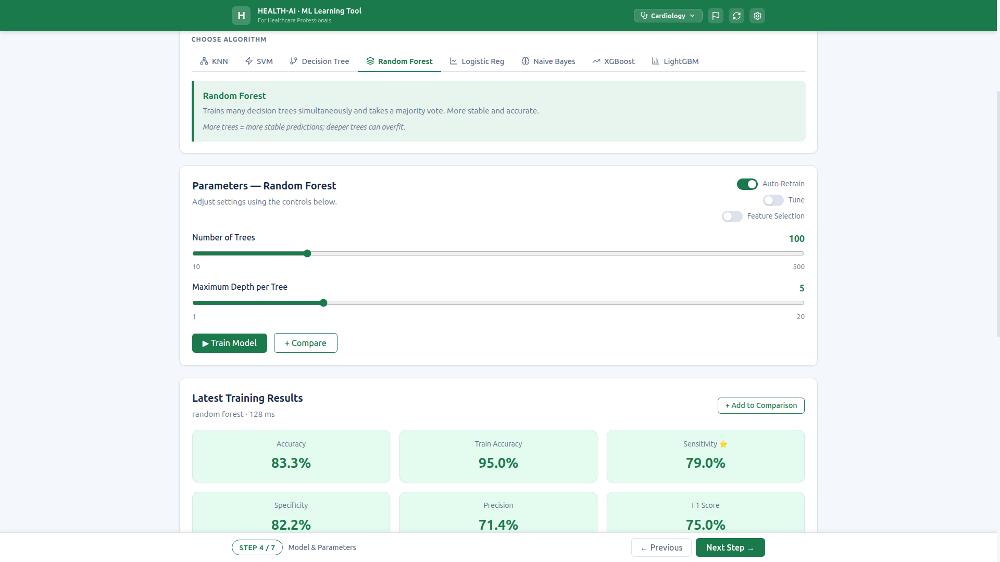 H
HEALTH-AI · ML Learning Tool
For Healthcare Professionals
Cardiology
CHOOSE ALGORITHM
KNN
SVM
Decision Tree
Random Forest
Logistic Reg
Naive Bayes
XGBoost
LightGBM
Random Forest
Trains many decision trees simultaneously and takes a majority vote. More stable and accurate.
More trees = more stable predictions; deeper trees can overfit.
Parameters — Random Forest
Adjust settings using the controls below.
Auto-Retrain
Tune
Feature Selection
Number of Trees
100
10
500
Maximum Depth per Tree
5
1
20
▶ Train Model
+ Compare
Latest Training Results
random forest · 128 ms
+ Add to Comparison
Accuracy
83.3%
Train Accuracy
95.0%
Sensitivity ⭐
79.0%
Specificity
82.2%
Precision
71.4%
F1 Score
75.0%
STEP 4 / 7
Model & Parameters
← Previous
Next Step →